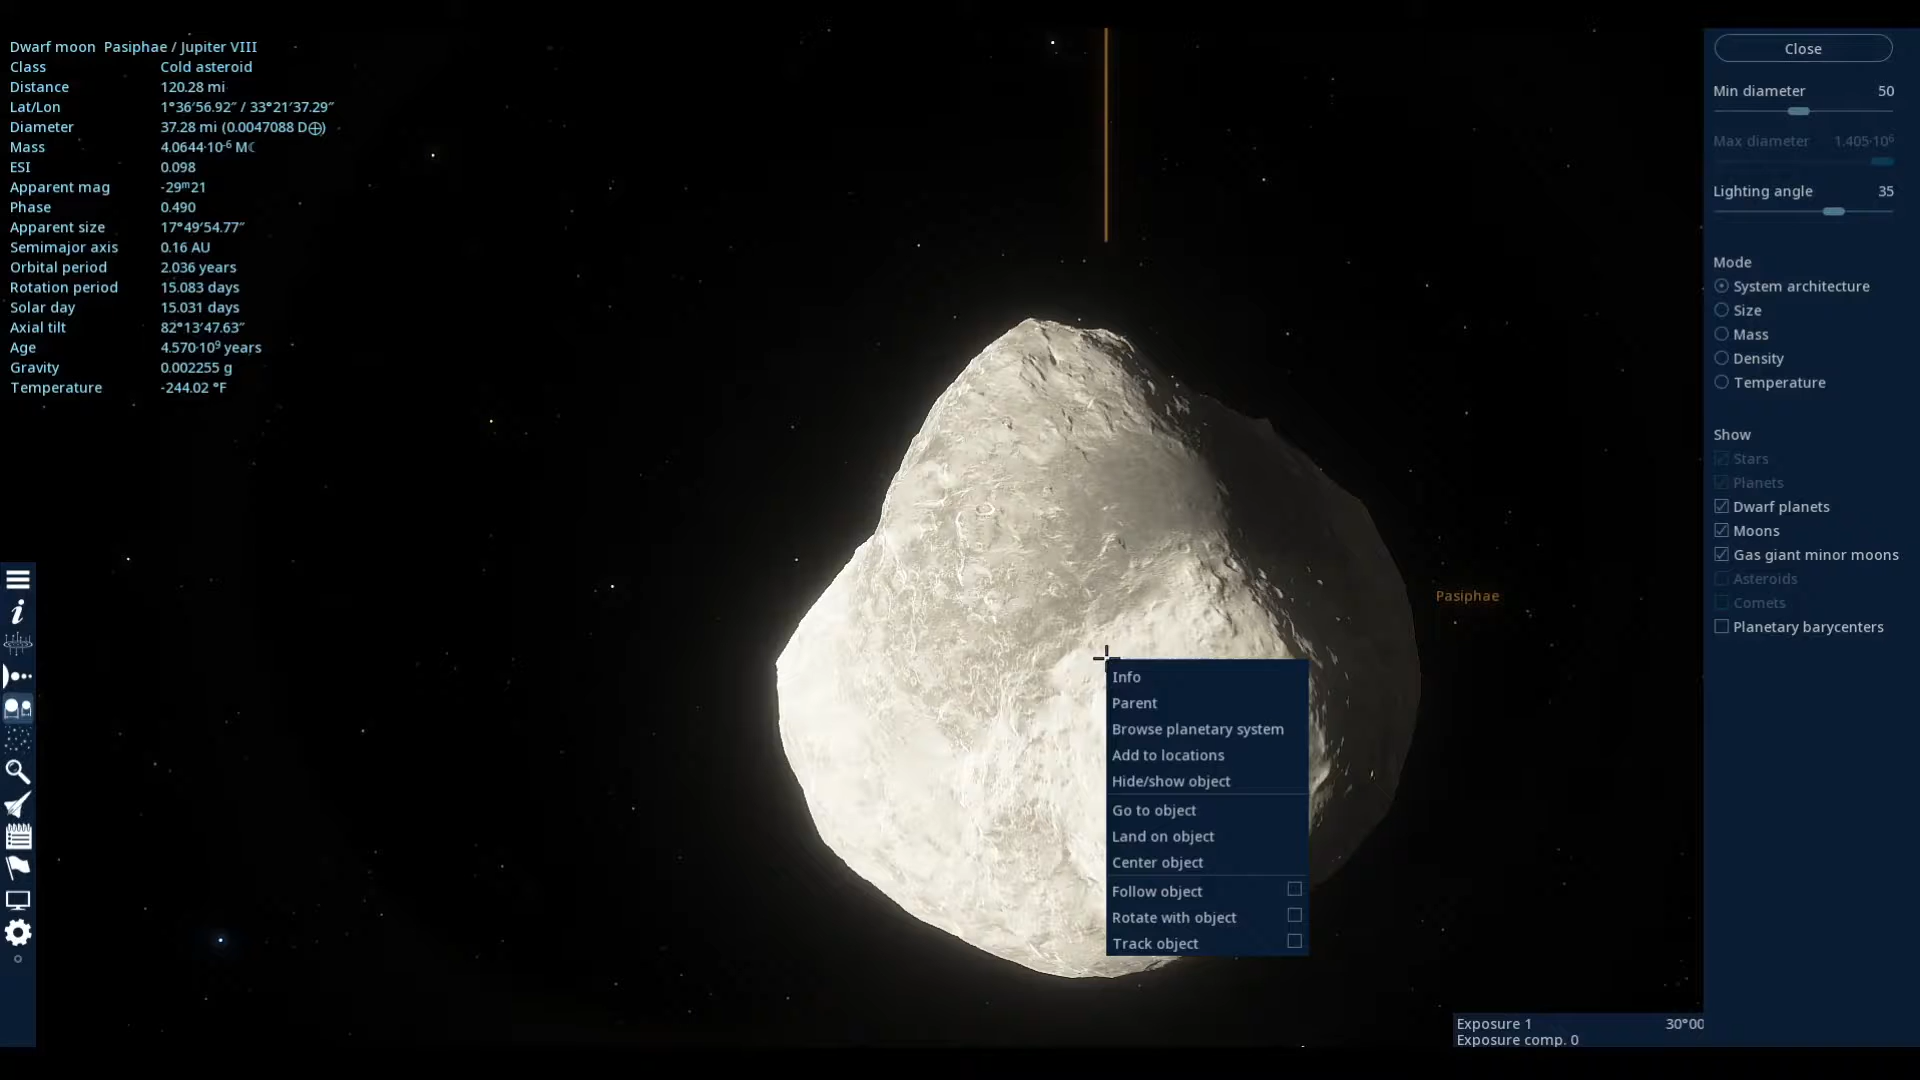 Dwarf moon Pasiphae / Jupiter VIII
Class Cold asteroid
Distance 120.28 mi
Lat/Lon 1°36′56.92″ / 33°21′37.29″
Diameter 37.28 mi (0.0047088 D⊕)
Mass 4.0644·10⁻⁶ M☾
ESI 0.098
Apparent mag -29ᵐ21
Phase 0.490
Apparent size 17°49′54.77″
Semimajor axis 0.16 AU
Orbital period 2.036 years
Rotation period 15.083 days
Solar day 15.031 days
Axial tilt 82°13′47.63″
Age 4.570·10⁹ years
Gravity 0.002255 g
Temperature -244.02 °F
Pasiphae
Info
Parent
Browse planetary system
Add to locations
Hide/show object
Go to object
Land on object
Center object
Follow object
Rotate with object
Track object
Close
Min diameter 50
Max diameter 1.405·10⁶
Lighting angle 35
Mode
System architecture
Size
Mass
Density
Temperature
Show
Stars
Planets
Dwarf planets
Moons
Gas giant minor moons
Asteroids
Comets
Planetary barycenters
Exposure 1 30°00
Exposure comp. 0